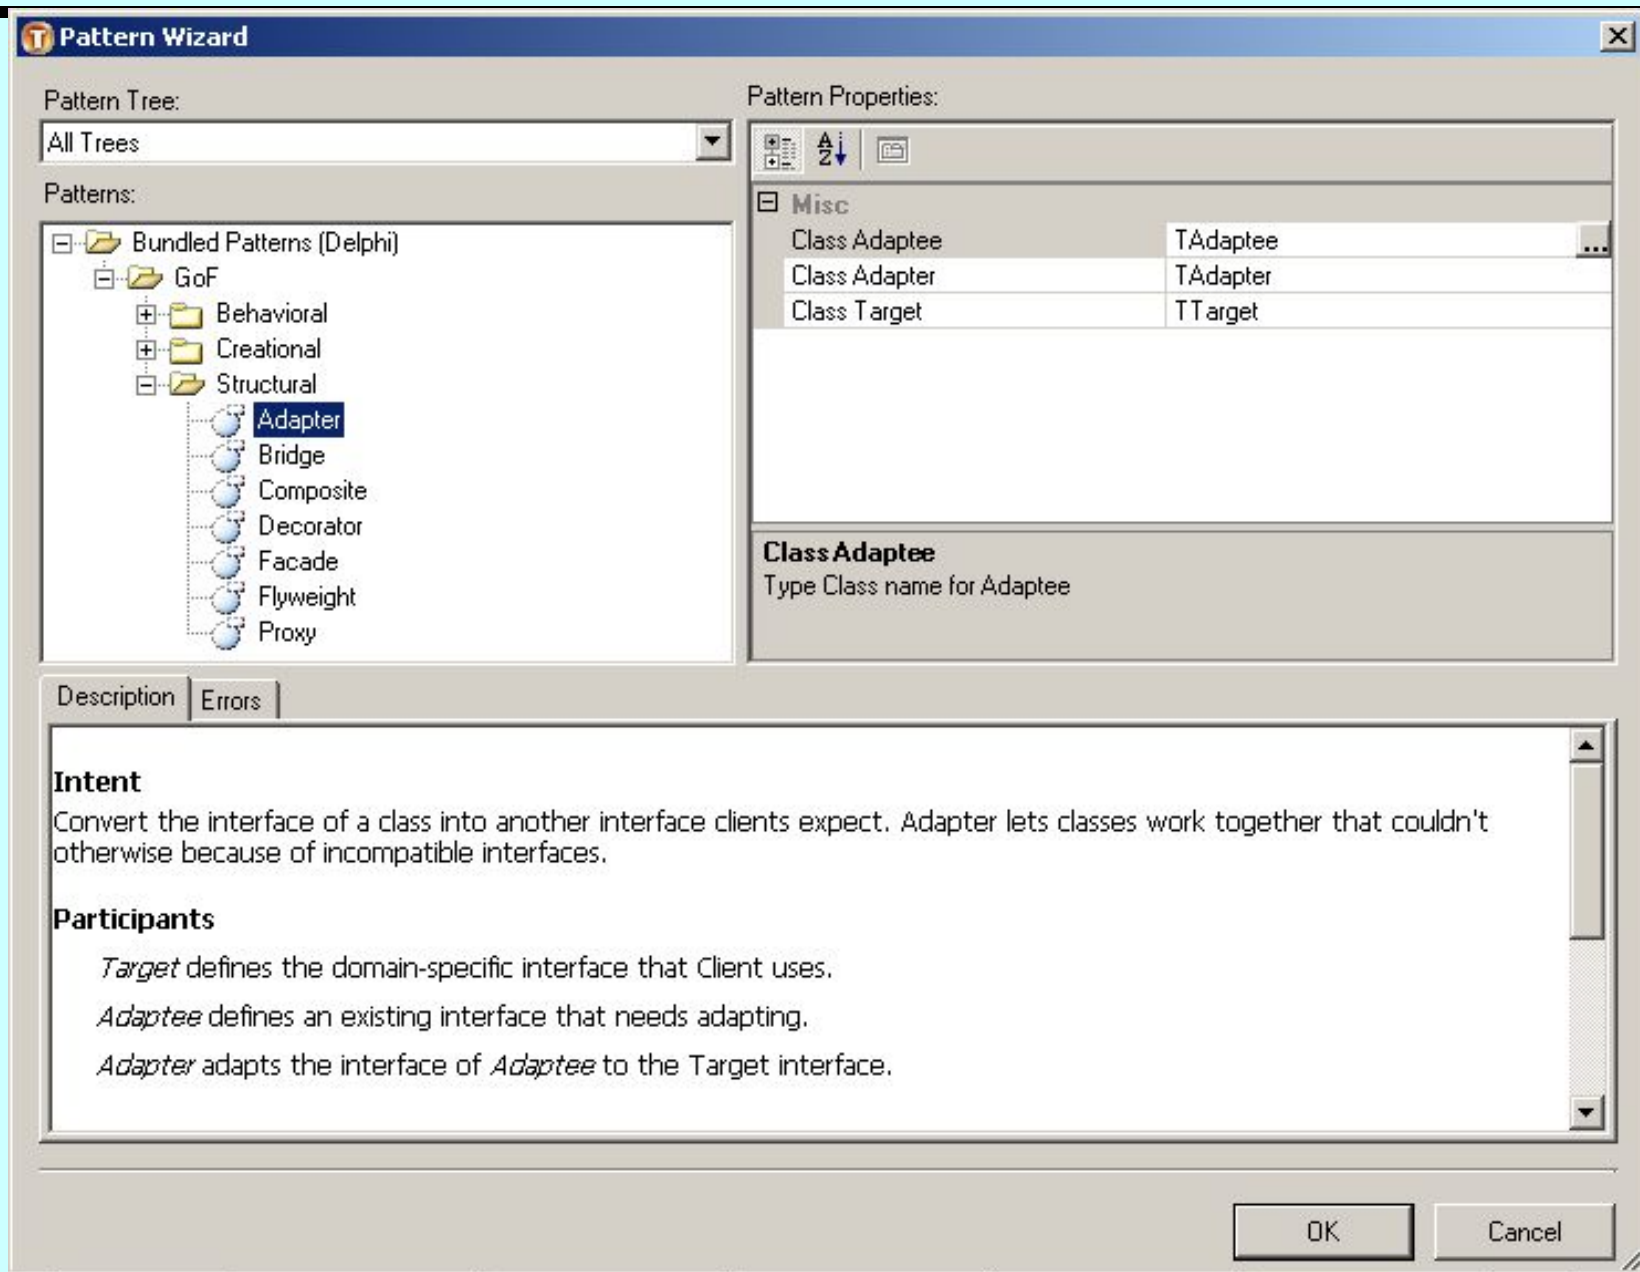 Pattern Wizard
Pattern Tree:
All Trees
Patterns:
Bundled Patterns (Delphi)
GoF
Behavioral
Creational
Structural
Adapter
Bridge
Composite
Decorator
Facade
Flyweight
Proxy
Pattern Properties:
Misc
Class Adaptee TAdaptee ...
Class Adapter TAdapter
Class Target TTarget
Class Adaptee
Type Class name for Adaptee
Description Errors
Intent
Convert the interface of a class into another interface clients expect. Adapter lets classes work together that couldn't
otherwise because of incompatible interfaces.
Participants
Target defines the domain-specific interface that Client uses.
Adaptee defines an existing interface that needs adapting.
Adapter adapts the interface of Adaptee to the Target interface.
OK Cancel